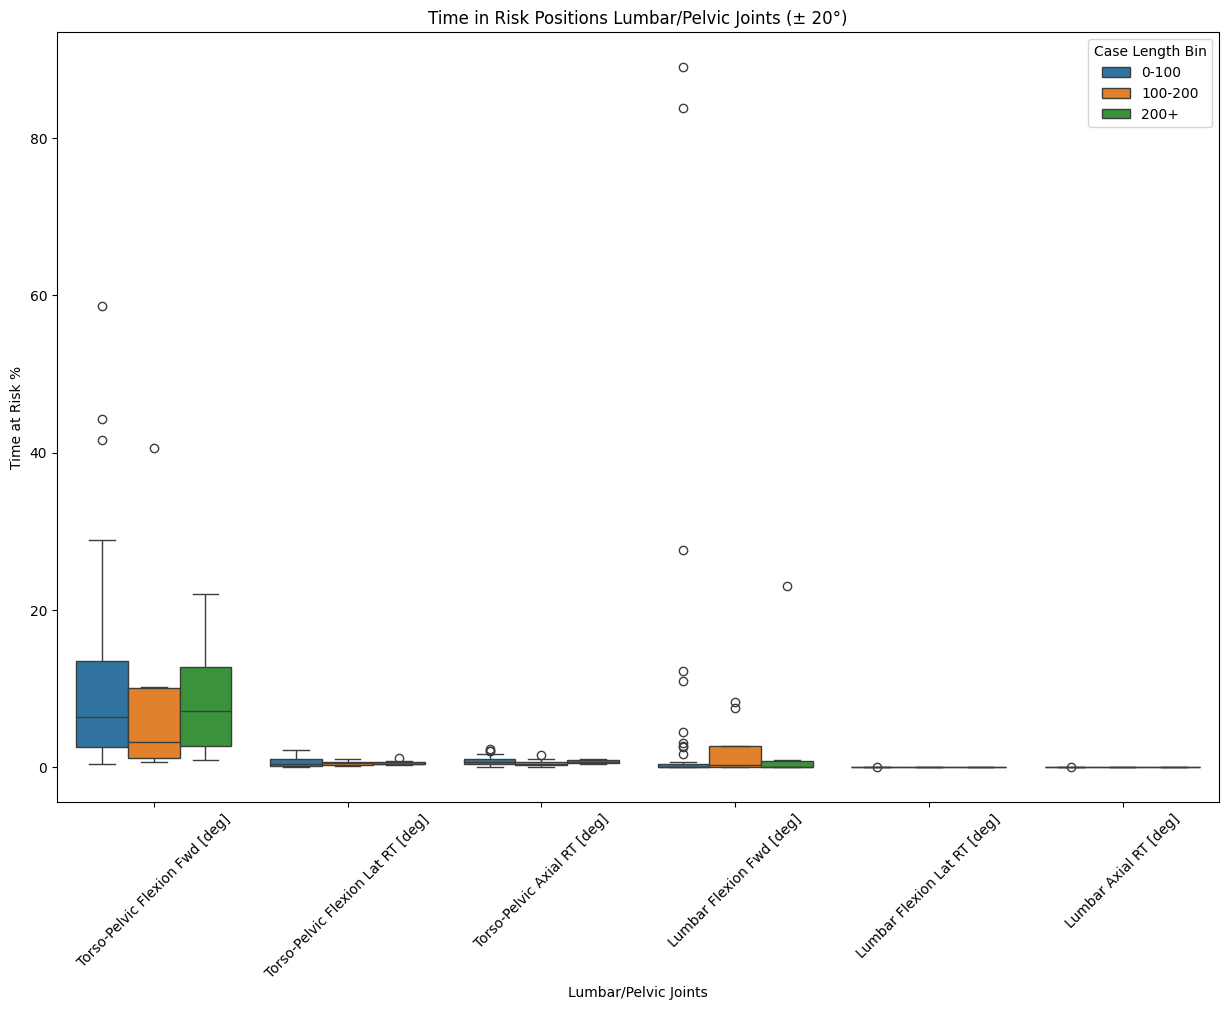 Time in Risk Positions Lumbar/Pelvic Joints (± 20°)
Case Length Bin
0-100
100-200
200+
Time at Risk %
80
60
40
20
0
Torso-Pelvic Flexion Fwd [deg]
Torso-Pelvic Flexion Lat RT [deg]
Torso-Pelvic Axial RT [deg]
Lumbar Flexion Fwd [deg]
Lumbar Flexion Lat RT [deg]
Lumbar Axial RT [deg]
Lumbar/Pelvic Joints